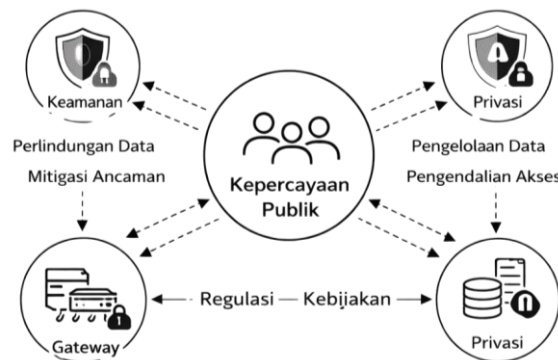 Keamanan
Privasi
Perlindungan Data
Mitigasi Ancaman
Kepercayaan
Publik
Pengelolaan Data
Pengendalian Akses
Regulasi
Kebijakan
Gateway
Privasi